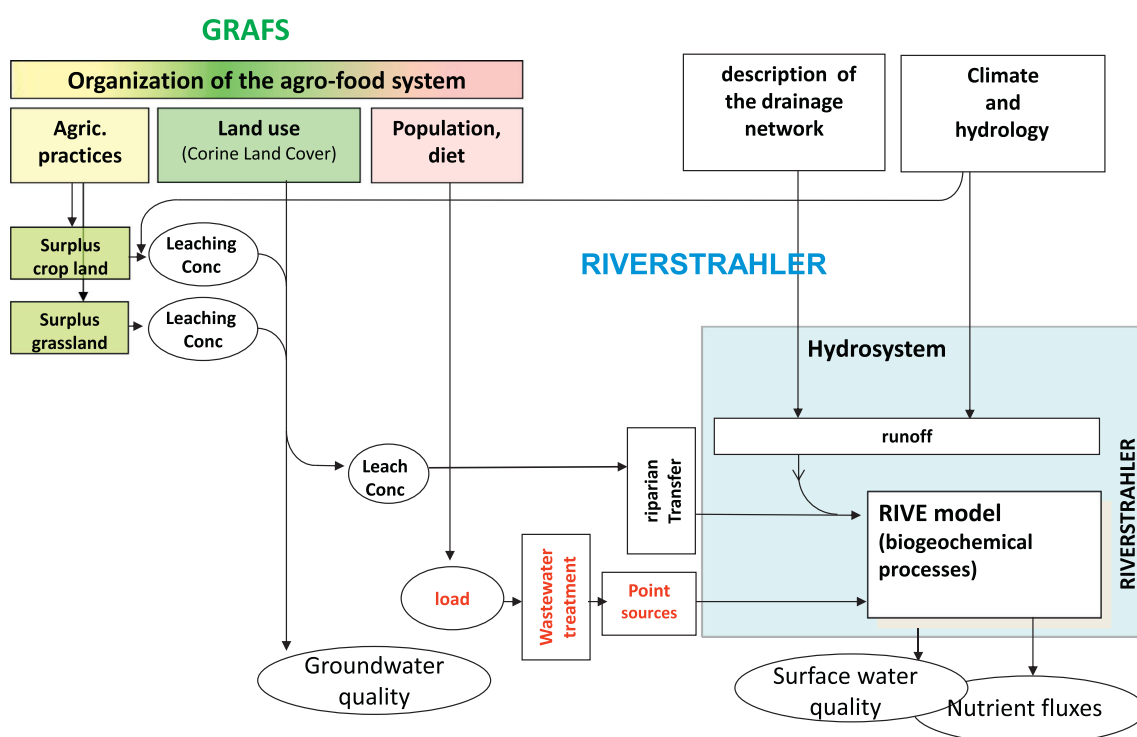 GRAFS
Organization of the agro-food system
Agric.
practices
Land use
(Corine Land Cover)
Population,
diet
description of
the drainage
network
Climate
and
hydrology
Surplus
crop land
Leaching
Conc
Surplus
grassland
Leaching
Conc
RIVERSTRAHLER
Hydrosystem
runoff
Leach
Conc
riparian
Transfer
RIVE model
(biogeochemical
processes)
RIVERSTRAHLER
load
Wastewater
treatment
Point
sources
Groundwater
quality
Surface water
quality
Nutrient fluxes